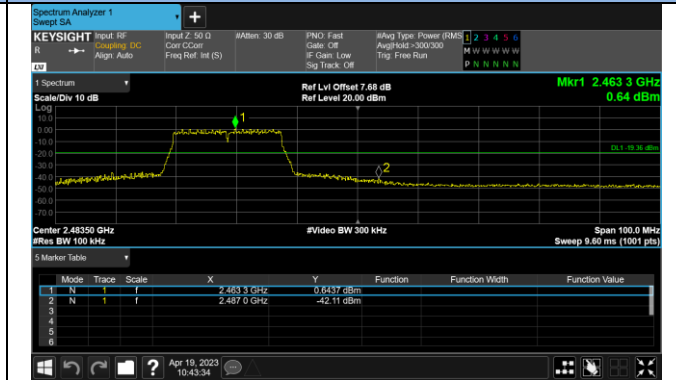 Spectrum Analyzer 1
Swept SA
KEYSIGHT
R
LXI
Input: RF
Coupling: DC
Align: Auto
Input Z: 50 Ω
Corr CCorr
Freq Ref: Int (S)
#Atten: 30 dB
PNO: Fast
Gate: Off
IF Gain: Low
Sig Track: Off
#Avg Type: Power (RMS
Avg|Hold:>300/300
Trig: Free Run
1 2 3 4 5 6
M W W W W W
P N N N N N
1 Spectrum
Scale/Div 10 dB
Ref Lvl Offset 7.68 dB
Ref Level 20.00 dBm
Mkr1 2.463 3 GHz
0.64 dBm
Log
10.0
0.00
-10.0
-20.0
-30.0
-40.0
-50.0
-60.0
-70.0
1
2
DL1 -19.36 dBm
Center 2.48350 GHz
#Res BW 100 kHz
#Video BW 300 kHz
Span 100.0 MHz
Sweep 9.60 ms (1001 pts)
5 Marker Table
Mode Trace Scale X Y Function Function Width Function Value
1 N 1 f 2.463 3 GHz 0.6437 dBm
2 N 1 f 2.487 0 GHz -42.11 dBm
3
4
5
6
?
Apr 19, 2023
10:43:34